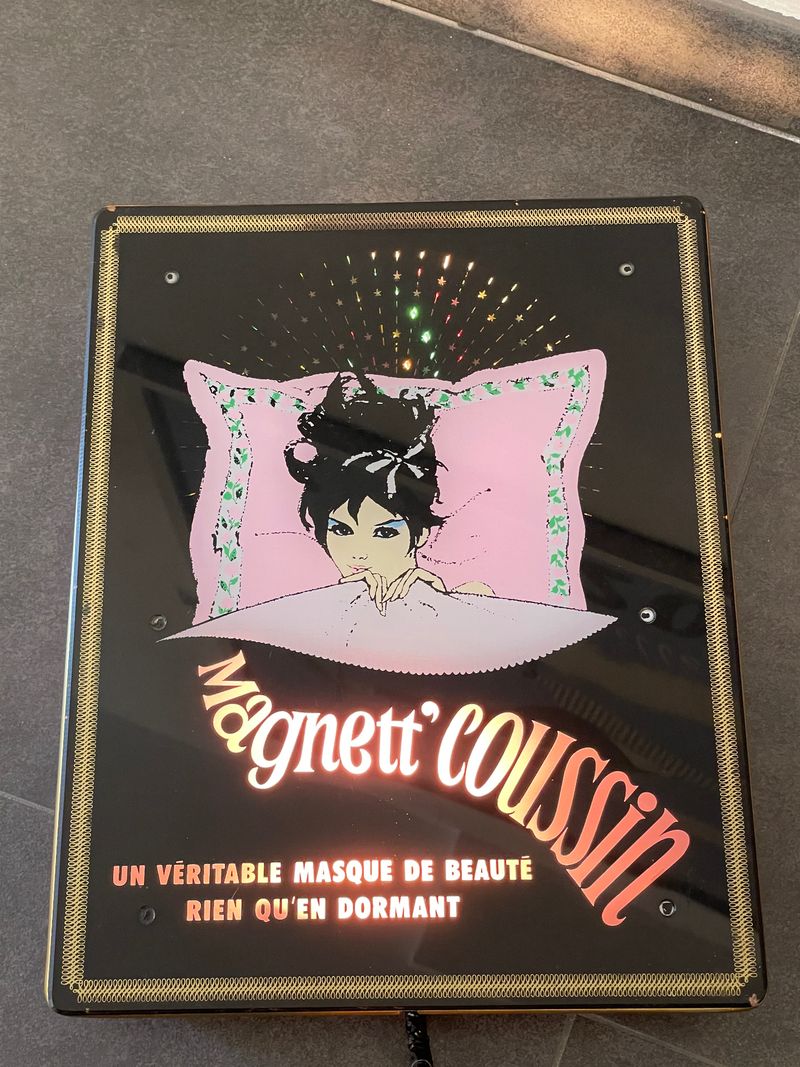 Magnett' COUSSIN
UN VÉRITABLE MASQUE DE BEAUTÉ
RIEN QU'EN DORMANT